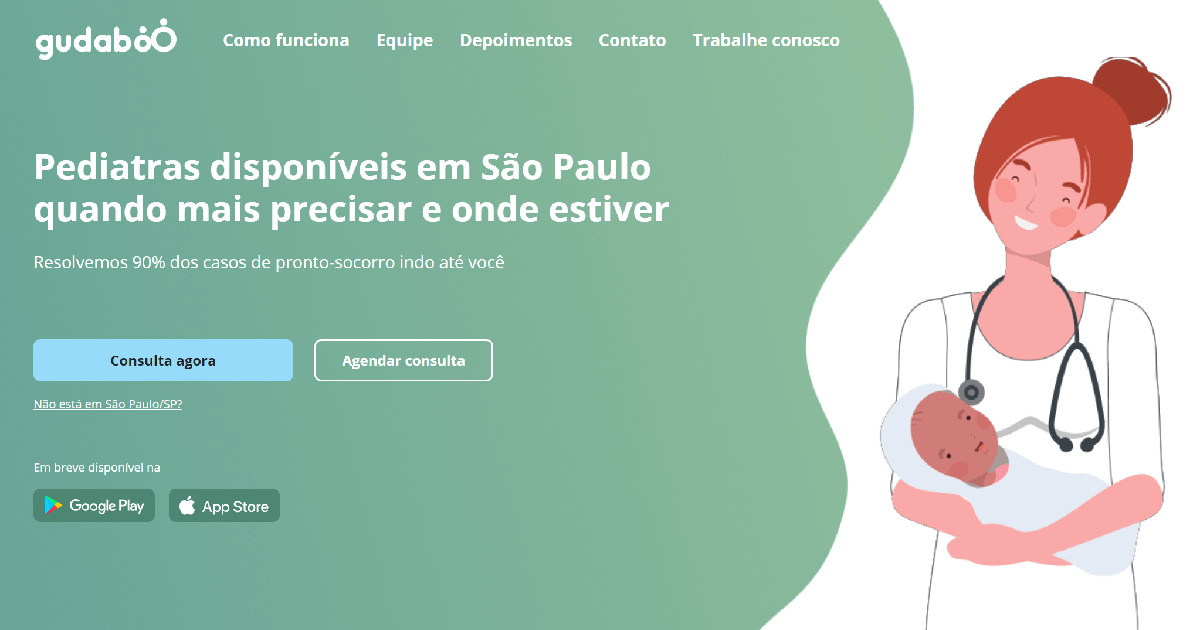 gudaboo
Como funciona
Equipe
Depoimentos
Contato
Trabalhe conosco
Pediatras disponíveis em São Paulo
quando mais precisar e onde estiver
Resolvemos 90% dos casos de pronto-socorro indo até você
Consulta agora
Agendar consulta
Não está em São Paulo/SP?
Em breve disponível na
Google Play
App Store